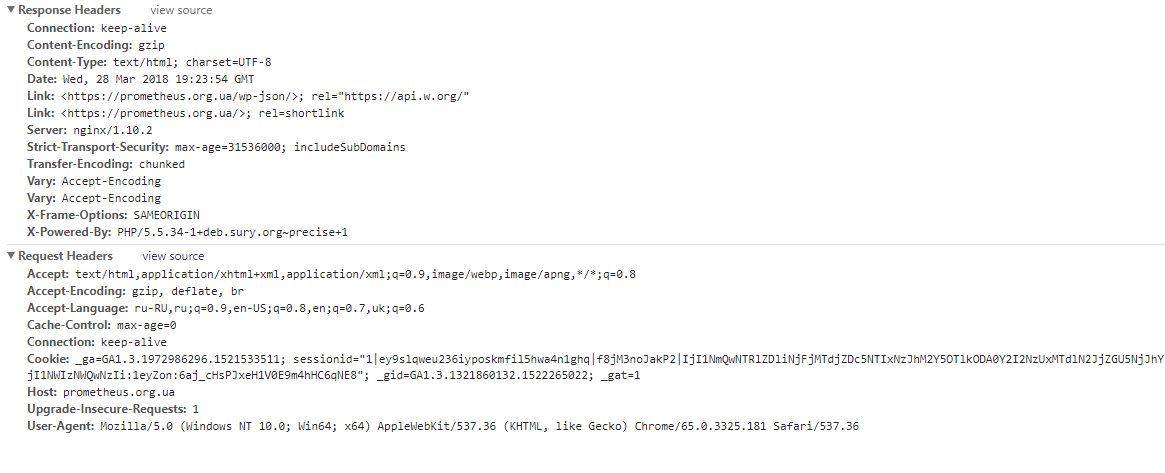 ▼Response Headers view source
Connection: keep-alive
Content-Encoding: gzip
Content-Type: text/html; charset=UTF-8
Date: Wed, 28 Mar 2018 19:23:54 GMT
Link: <https://prometheus.org.ua/wp-json/>; rel="https://api.w.org/"
Link: <https://prometheus.org.ua/>; rel=shortlink
Server: nginx/1.10.2
Strict-Transport-Security: max-age=31536000; includeSubDomains
Transfer-Encoding: chunked
Vary: Accept-Encoding
Vary: Accept-Encoding
X-Frame-Options: SAMEORIGIN
X-Powered-By: PHP/5.5.34-1+deb.sury.org~precise+1
▼Request Headers view source
Accept: text/html,application/xhtml+xml,application/xml;q=0.9,image/webp,image/apng,*/*;q=0.8
Accept-Encoding: gzip, deflate, br
Accept-Language: ru-RU,ru;q=0.9,en-US;q=0.8,en;q=0.7,uk;q=0.6
Cache-Control: max-age=0
Connection: keep-alive
Cookie: _ga=GA1.3.1972986296.1521533511; sessionid="1|ey9slqweu236iyposkmfil5hwa4n1ghq|f8jM3noJakP2|IjI1NmQwNTRlZDliNjFjMTdjZDc5NTIxNzJhM2Y5OTlkODA0Y2I2NzUxMTdlN2JjZGU5NjJhY
jI1NWIzNWQwNzIi:1eyZon:6aj_cHsPJxeH1V0E9m4hHC6qNE8"; _gid=GA1.3.1321860132.1522265022; _gat=1
Host: prometheus.org.ua
Upgrade-Insecure-Requests: 1
User-Agent: Mozilla/5.0 (Windows NT 10.0; Win64; x64) AppleWebKit/537.36 (KHTML, like Gecko) Chrome/65.0.3325.181 Safari/537.36